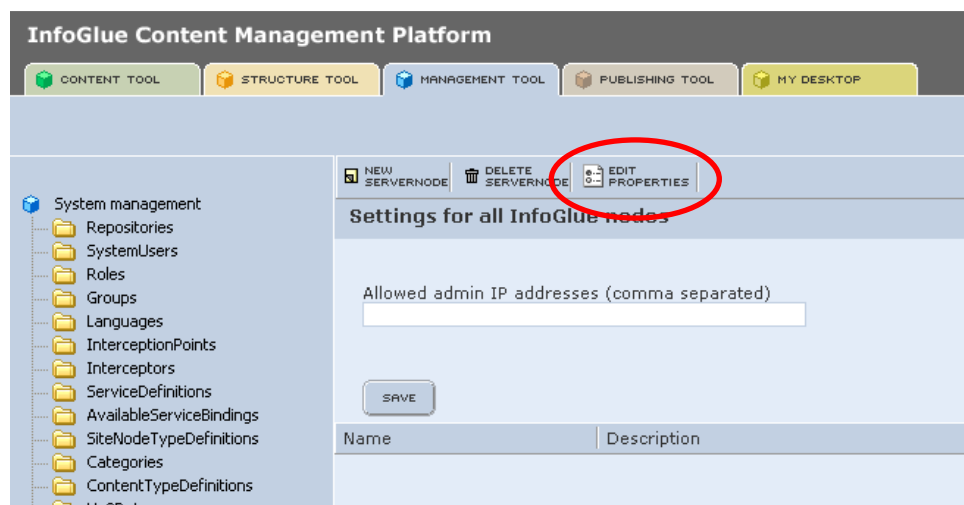 InfoGlue Content Management Platform
CONTENT TOOL STRUCTURE TOOL MANAGEMENT TOOL PUBLISHING TOOL MY DESKTOP
NEW SERVERNODE DELETE SERVERNODE EDIT PROPERTIES
Settings for all InfoGlue nodes
System management
Repositories
SystemUsers
Roles
Groups
Languages
InterceptionPoints
Interceptors
ServiceDefinitions
AvailableServiceBindings
SiteNodeTypeDefinitions
Categories
ContentTypeDefinitions
Allowed admin IP addresses (comma separated)
SAVE
Name Description